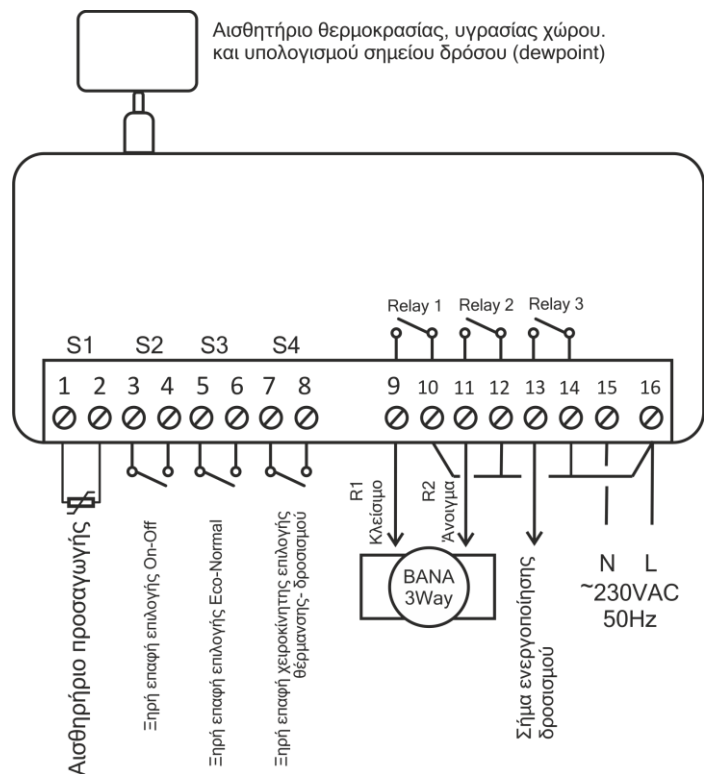 Αισθητήριο θερμοκρασίας, υγρασίας χώρου.
και υπολογισμού σημείου δρόσου (dewpoint)
Relay 1 Relay 2 Relay 3
S1 S2 S3 S4
1 2 3 4 5 6 7 8 9 10 11 12 13 14 15 16
Αισθηρήριο προσαγωγής
Ξηρή επαφή επιλογής On-Off
Ξηρή επαφή επιλογής Eco-Normal
Ξηρή επαφή χειροκίνητης επιλογής
θέρμανσης- δροσισμού
R1
Κλείσιμο
R2
Άνοιγμα
BANA
3Way
Σήμα ενεργοποίησης
δροσισμού
N L
~230VAC
50Hz